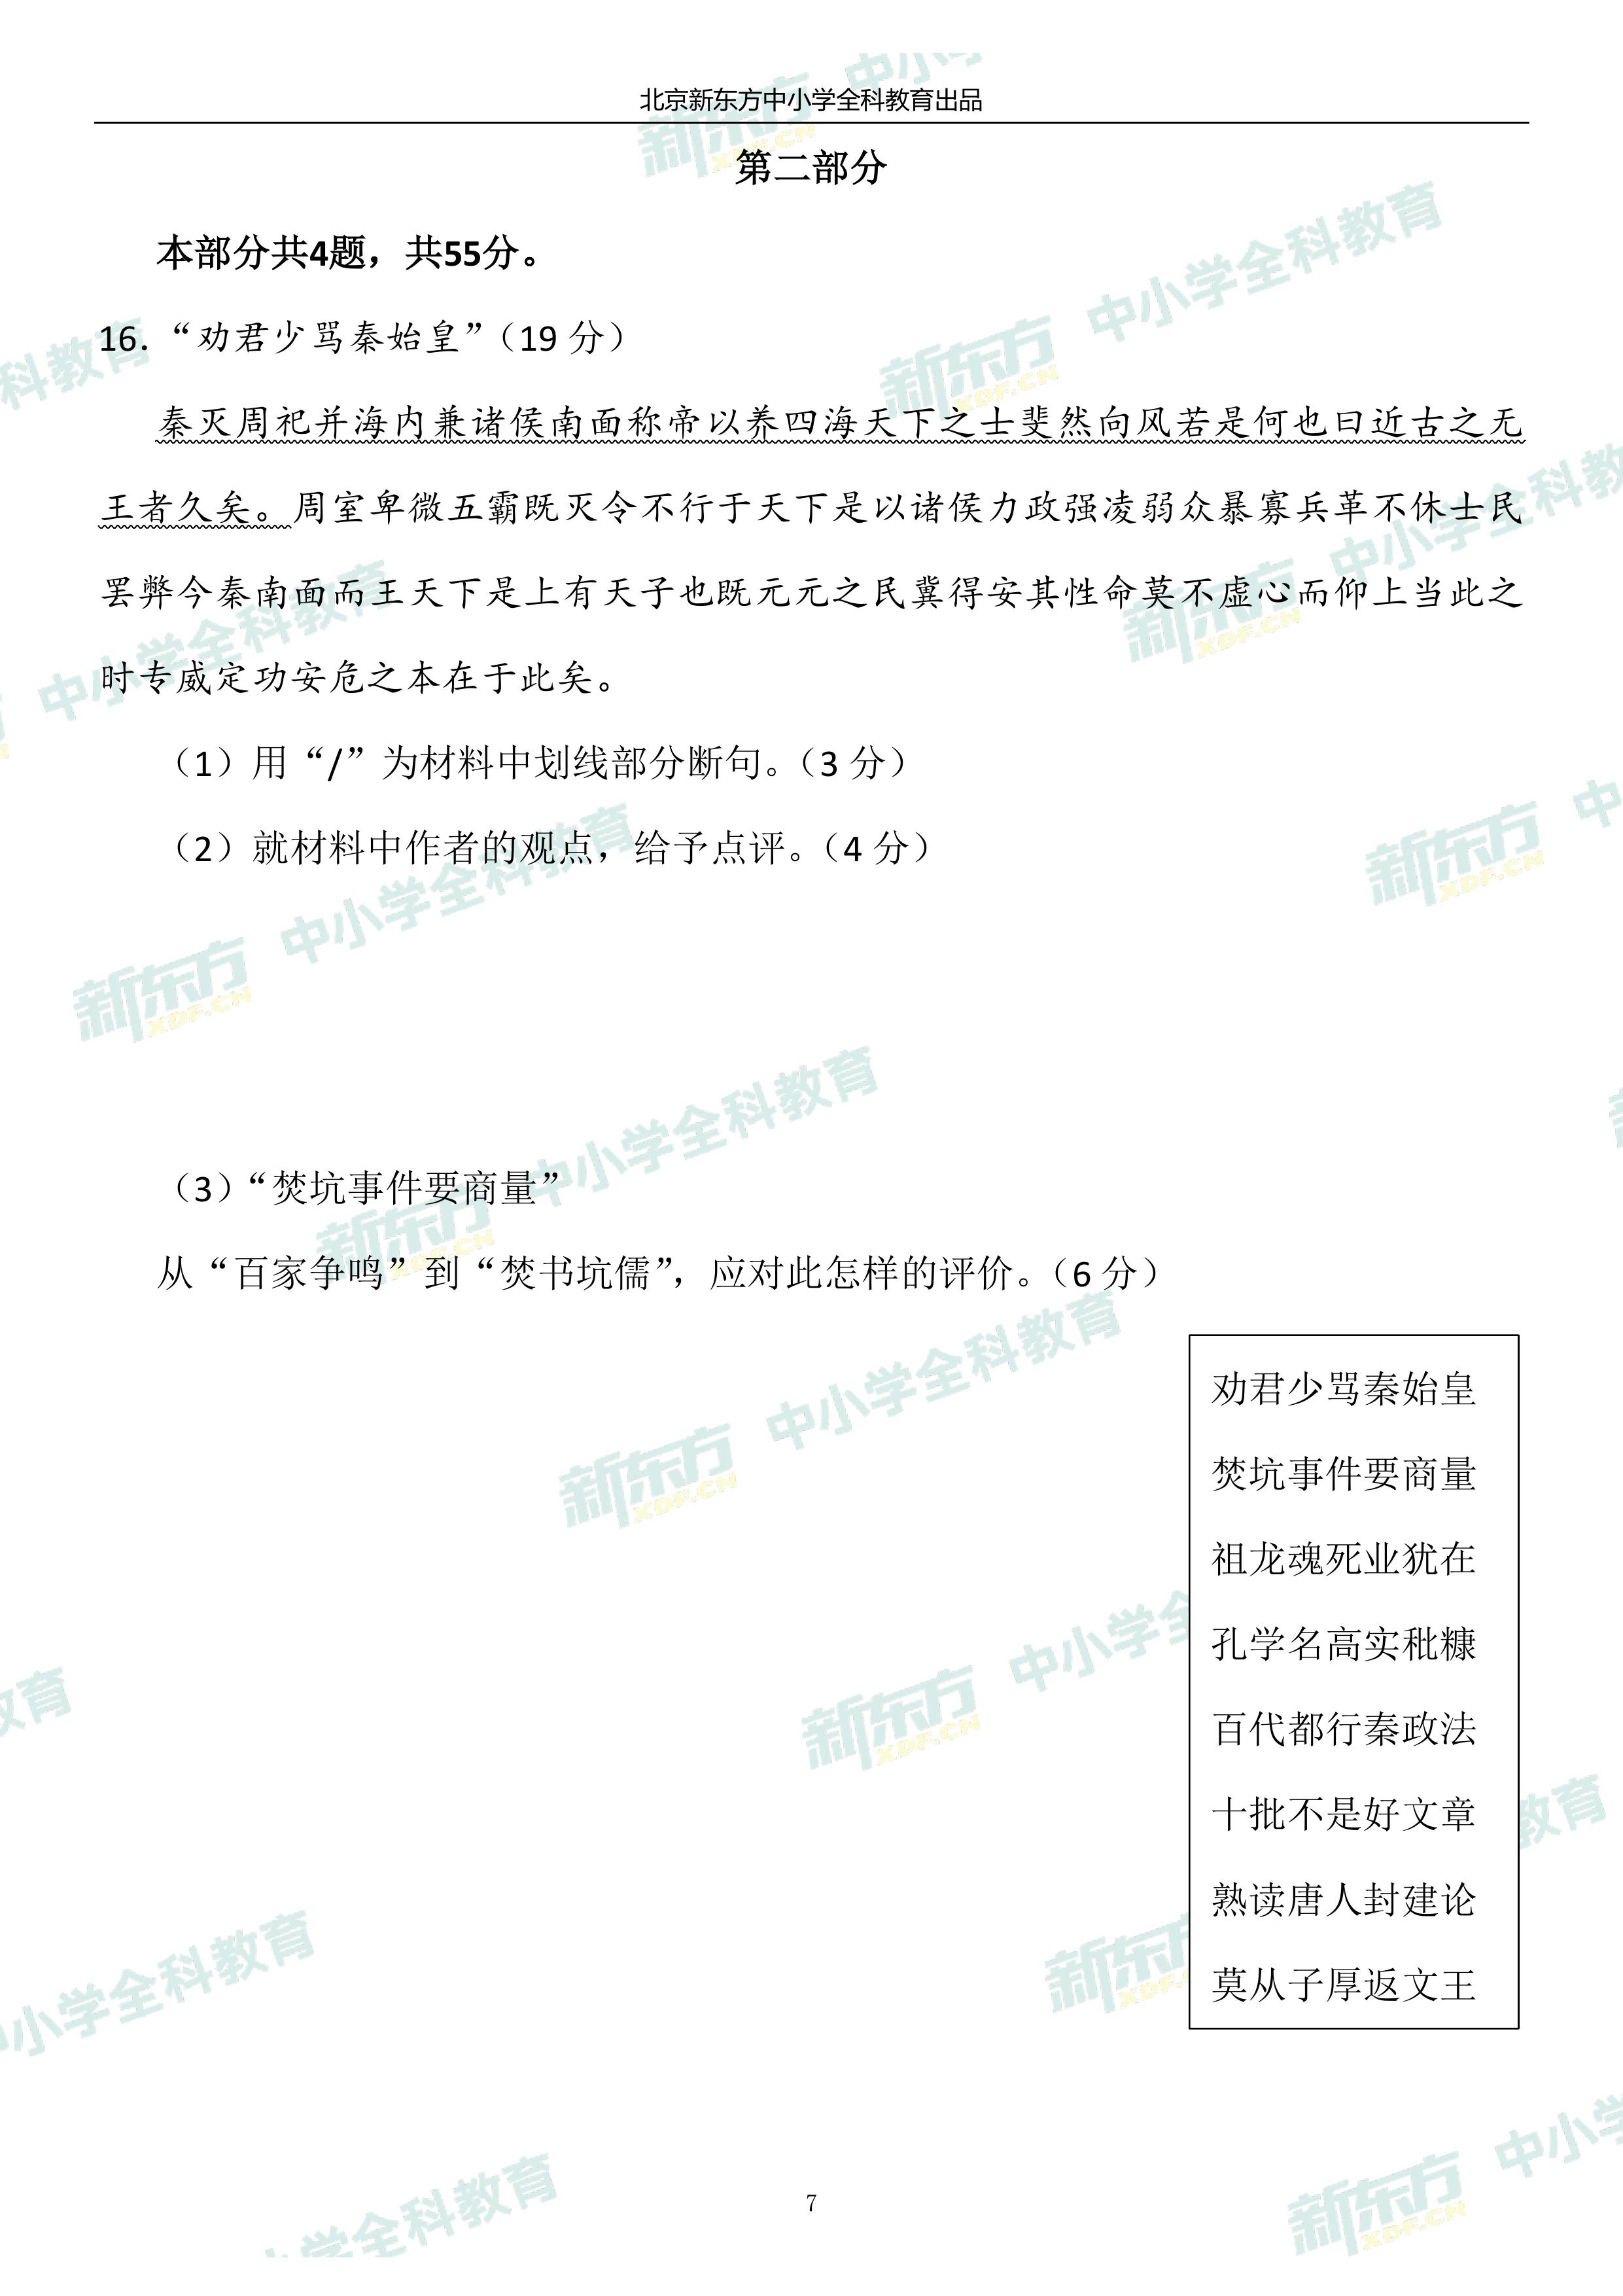 北京新东方中小学全科教育出品
第二部分
本部分共4题，共55分。
16．“劝君少骂秦始皇”（19 分）
秦灭周祀并海内兼诸侯南面称帝以养四海天下之士斐然向风若是何也曰近古之无
王者久矣。周室卑微五霸既灭令不行于天下是以诸侯力政强凌弱众暴寡兵革不休士民
罢弊今秦南面而王天下是上有天子也既元元之民冀得安其性命莫不虚心而仰上当此之
时专威定功安危之本在于此矣。
（1）用“/”为材料中划线部分断句。（3 分）
（2）就材料中作者的观点，给予点评。（4 分）
（3）“焚坑事件要商量”
从“百家争鸣”到“焚书坑儒”，应对此怎样的评价。（6 分）
劝君少骂秦始皇
焚坑事件要商量
祖龙魂死业犹在
孔学名高实秕糠
百代都行秦政法
十批不是好文章
熟读唐人封建论
莫从子厚返文王
7
新东方 XDF.CN 中小学全科教育